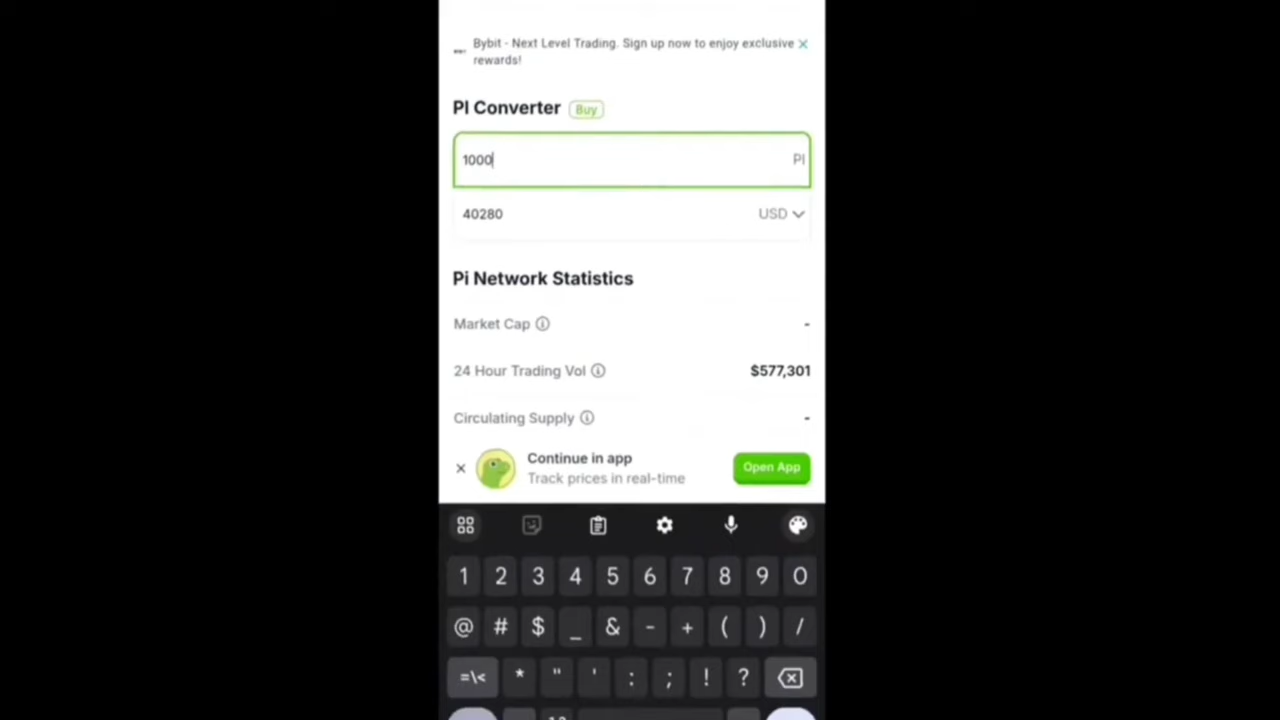 Bybit - Next Level Trading. Sign up now to enjoy exclusive
rewards!
PI Converter Buy
1000 PI
40280 USD
Pi Network Statistics
Market Cap -
24 Hour Trading Vol $577,301
Circulating Supply -
Continue in app
Track prices in real-time
Open App
1 2 3 4 5 6 7 8 9 0
@ # $ _ & - + ( ) /
=\< * " ' : ; ! ?